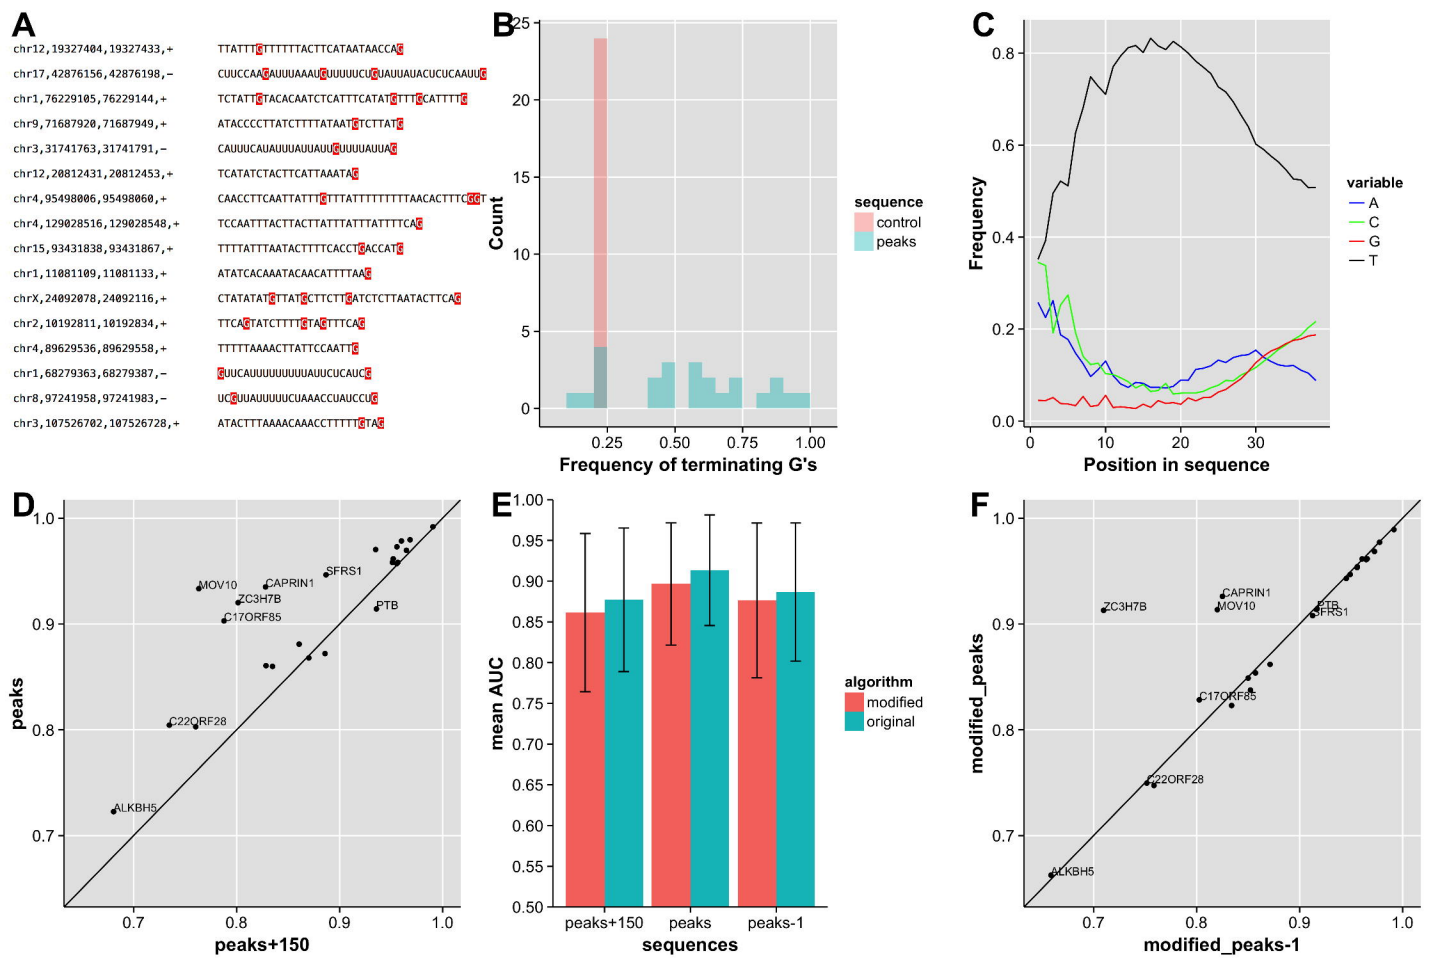 A
chr12,19327404,19327433,+ TTATTTGTTTTTTACTTCATAATAACCAG
chr17,42876156,42876198,− CUUCCAAGAUUUAAAUGUUUUUCUGUAUUAUACUCUCAAUUG
chr1,76229105,76229144,+ TCTATTGTACACAATCTCATTTCATATGTTTGCATTTTG
chr9,71687920,71687949,+ ATACCCCTTATCTTTTATAATGTCTTATG
chr3,31741763,31741791,− CAUUUCAUAUUUAUUAUUGUUUUAUUAG
chr12,20812431,20812453,+ TCATATCTACTTCATTAAATAG
chr4,95498006,95498060,+ CAACCTTCAATTATTTGTTTATTTTTTTTTTAACACTTTCGGT
chr4,129028516,129028548,+ TCCAATTTACTTACTTATTTATTTATTTTCAG
chr15,93431838,93431867,+ TTTTATTTAATACTTTTCACCTGACCATG
chr1,11081109,11081133,+ ATATCACAAATACAACATTTTAAG
chrX,24092078,24092116,+ CTATATATGTTATGCTTCTTGATCTCTTAATACTTCAG
chr2,10192811,10192834,+ TTCAGTATCTTTTGTAGTTTCAG
chr4,89629536,89629558,+ TTTTTAAAACTTATTCCAATTG
chr1,68279363,68279387,− GUUCAUUUUUUUUUAUUCUCAUCG
chr8,97241958,97241983,− UCGUUAUUUUUCUAAACCUAUCCUG
chr3,107526702,107526728,+ ATACTTTAAAACAAACCTTTTTGTAG
B
25
20
15
10
5
0
Count
0.25 0.50 0.75 1.00
Frequency of terminating G's
sequence
control
peaks
C
0.8
0.6
0.4
0.2
0.0
Frequency
0 10 20 30
Position in sequence
variable
A
C
G
T
D
1.0
0.9
0.8
0.7
peaks
MOV10
CAPRIN1
SFRS1
ZC3H7B
PTB
C17ORF85
C22ORF28
ALKBH5
0.7 0.8 0.9 1.0
peaks+150
E
1.00
0.95
0.90
0.85
0.80
0.75
0.70
0.65
0.60
0.55
0.50
mean AUC
peaks+150 peaks peaks-1
sequences
algorithm
modified
original
F
1.0
0.9
0.8
0.7
modified_peaks
CAPRIN1
ZC3H7B
MOV10
PTB
SFRS1
C17ORF85
C22ORF28
ALKBH5
0.7 0.8 0.9 1.0
modified_peaks-1